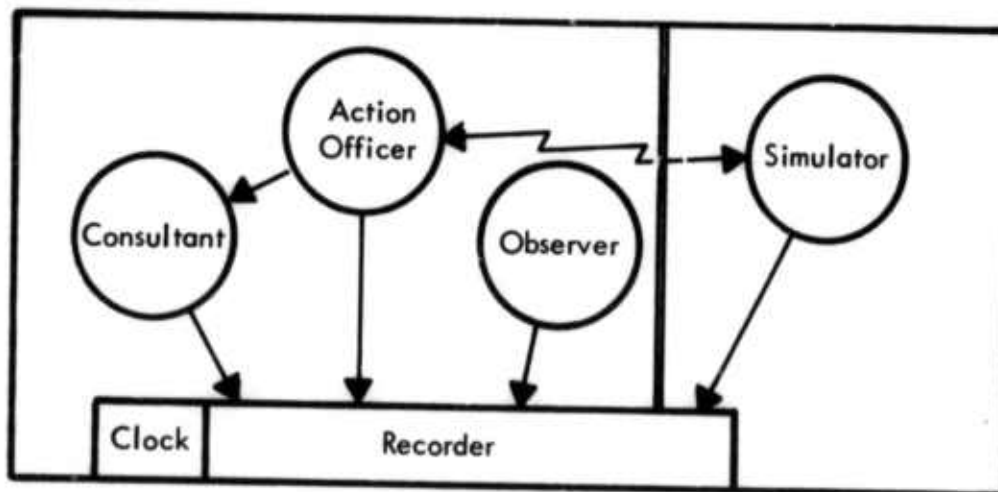 Action
Officer
Simulator
Consultant
Observer
Clock
Recorder